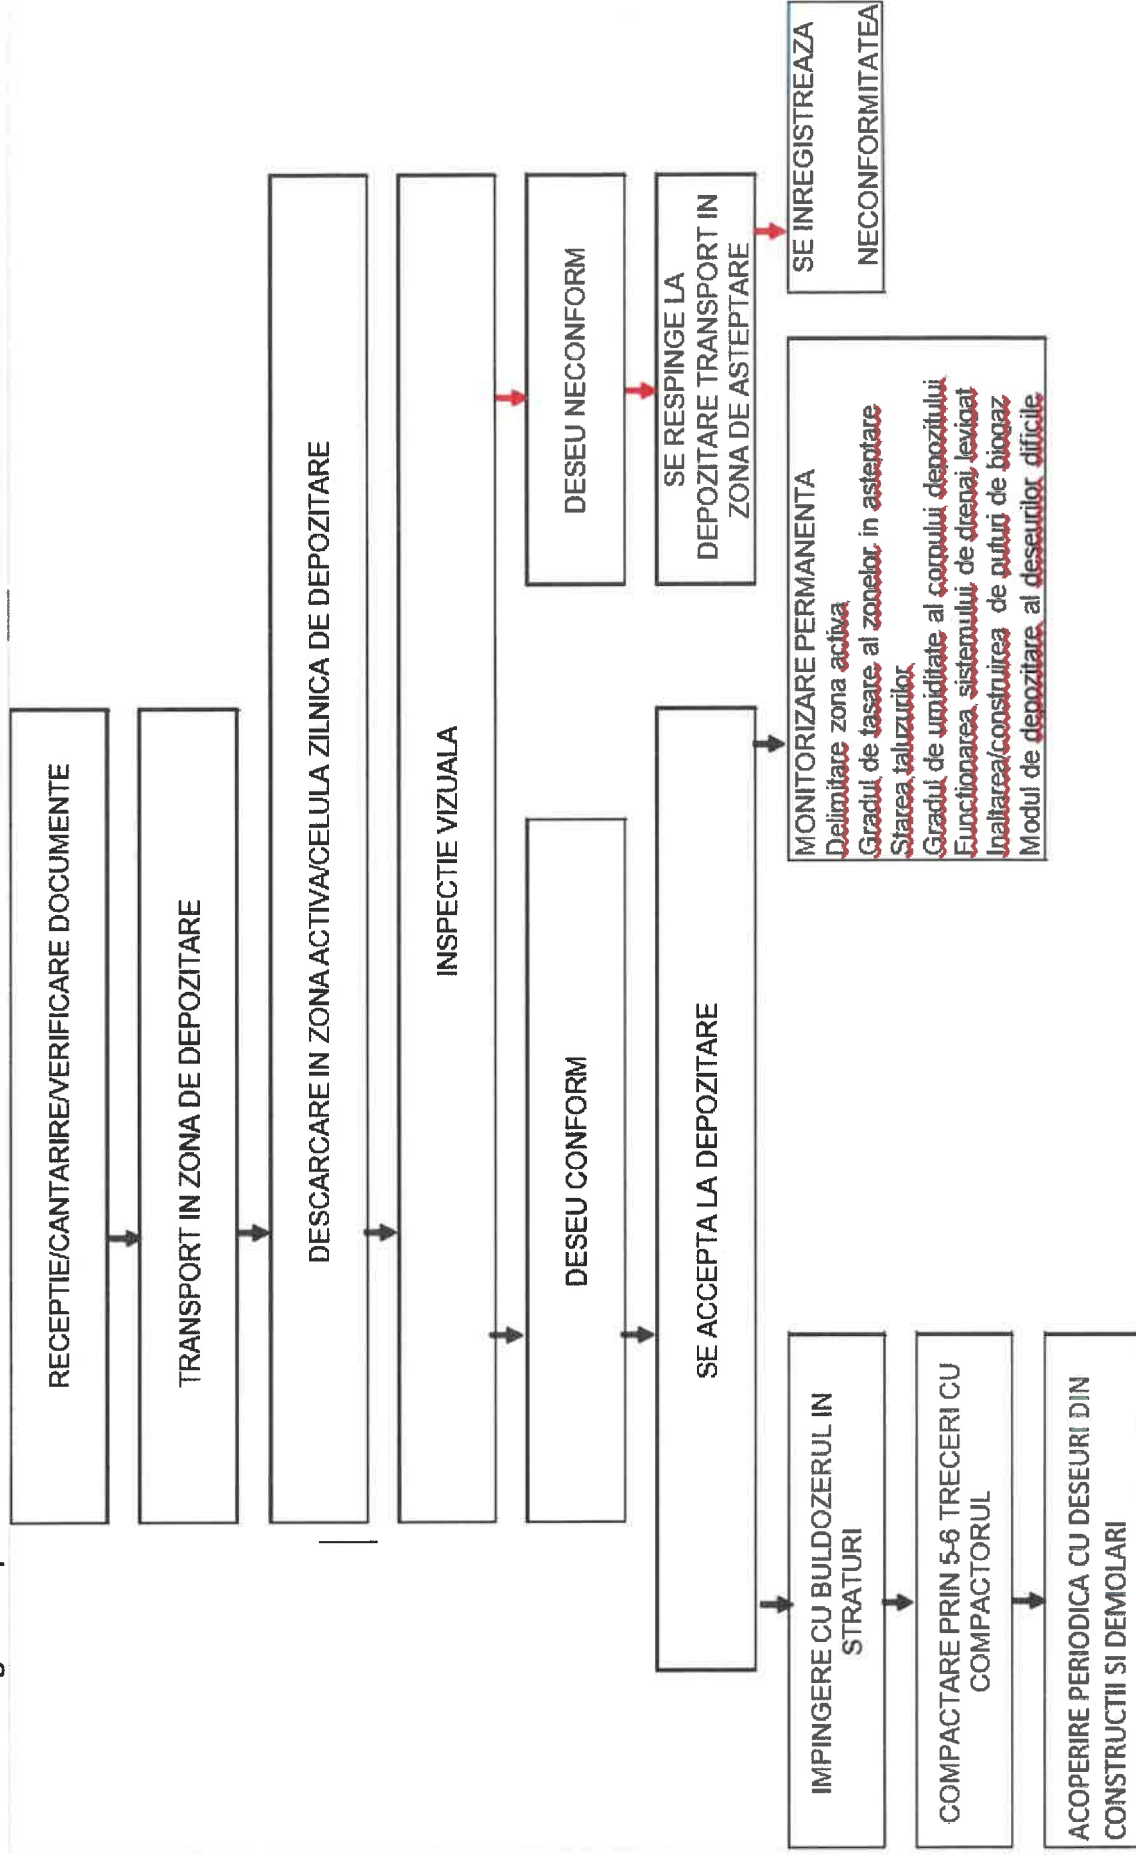 RECEPTIE/CANTARIRE/VERIFICARE DOCUMENTE
TRANSPORT IN ZONA DE DEPOZITARE
DESCARCARE IN ZONA ACTIVA/CELULA ZILNICA DE DEPOZITARE
INSPECTIE VIZUALA
DESEU CONFORM
DESEU NECONFORM
SE ACCEPTA LA DEPOZITARE
SE RESPINGE LA
DEPOZITARE TRANSPORT IN
ZONA DE ASTEPTARE
IMPINGERE CU BULDOZERUL IN
STRATURI
MONITORIZARE PERMANENTA
Delimitare zona activa
Gradul de tasare al zonelor in asteptare
Starea taluzurilor
Gradul de umiditate al corpului depozitului
Functionarea sistemului de drenaj levigat
Inaltarea/construirea de puturi de biogaz
Modul de depozitare al deseurilor dificile
SE INREGISTREAZA
NECONFORMITATEA
COMPACTARE PRIN 5-6 TRECERI CU
COMPACTORUL
ACOPERIRE PERIODICA CU DESEURI DIN
CONSTRUCTII SI DEMOLARI